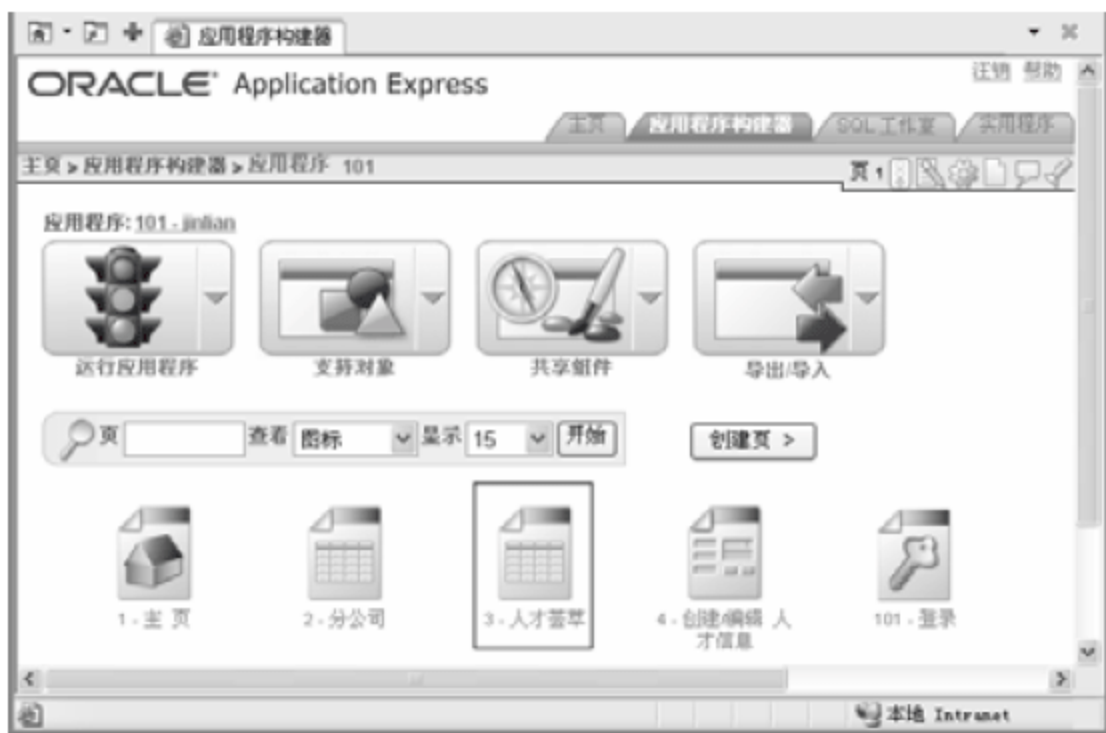 应用程序构建器
ORACLE Application Express
注销 帮助
主页 应用程序构建器 SQL 工作室 实用程序
主页 > 应用程序构建器 > 应用程序 101
页 1
应用程序: 101 - jinlian
运行应用程序 支持对象 共享组件 导出/导入
页 查看 图标 显示 15 开始 创建页 >
1 - 主 页 2 - 分公司 3 - 人才荟萃 4 - 创建/编辑 人才信息 101 - 登录
本地 Intranet